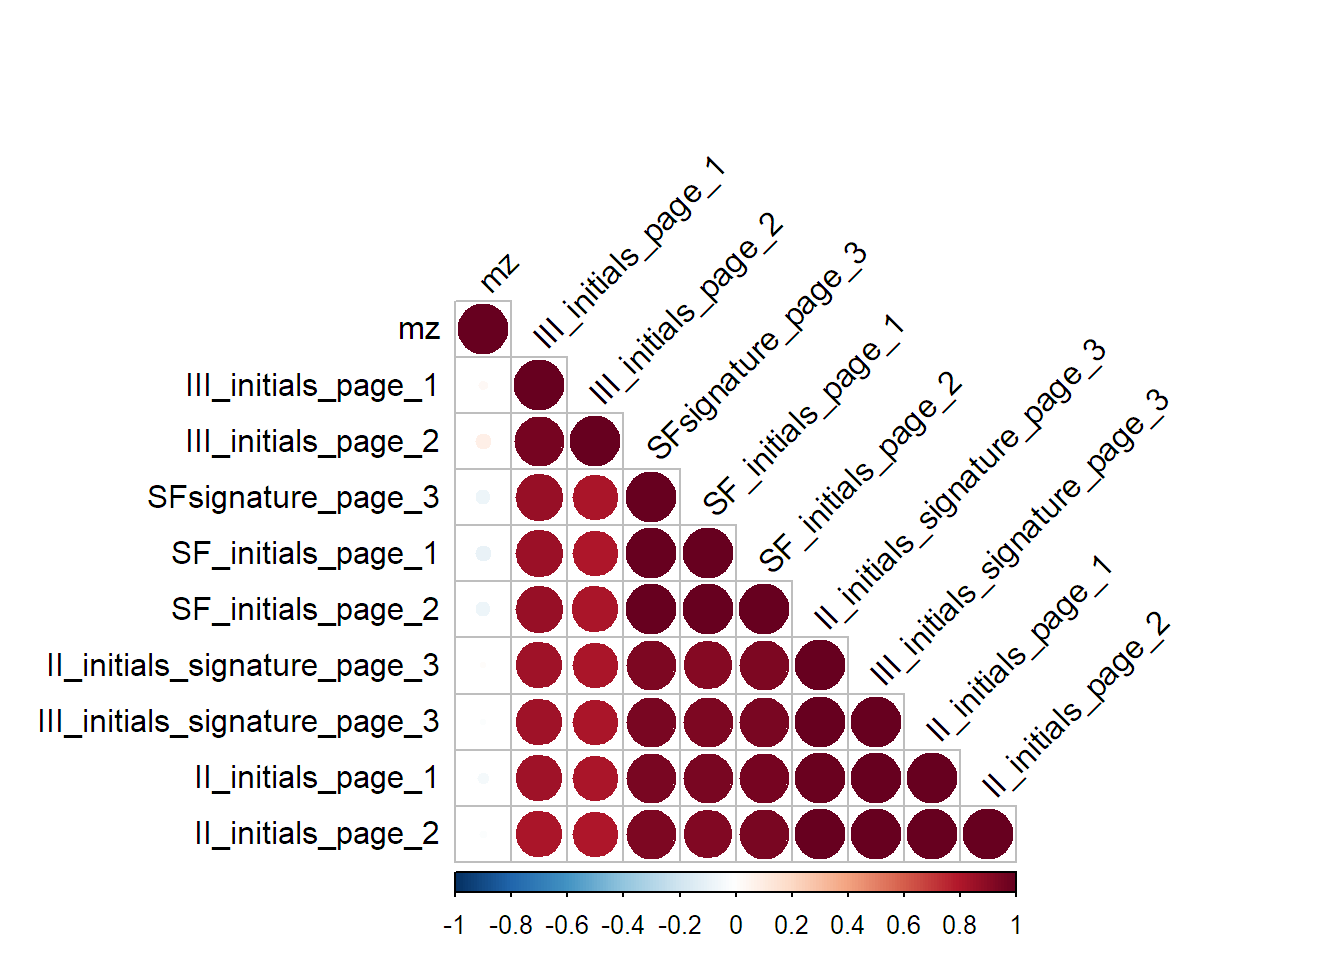 mz
III_initials_page_1
III_initials_page_2
SFsignature_page_3
SF_initials_page_1
SF_initials_page_2
II_initials_signature_page_3
III_initials_signature_page_3
II_initials_page_1
II_initials_page_2
mz
III_initials_page_1
III_initials_page_2
SFsignature_page_3
SF_initials_page_1
SF_initials_page_2
II_initials_signature_page_3
III_initials_signature_page_3
II_initials_page_1
II_initials_page_2
-1 -0.8 -0.6 -0.4 -0.2 0 0.2 0.4 0.6 0.8 1